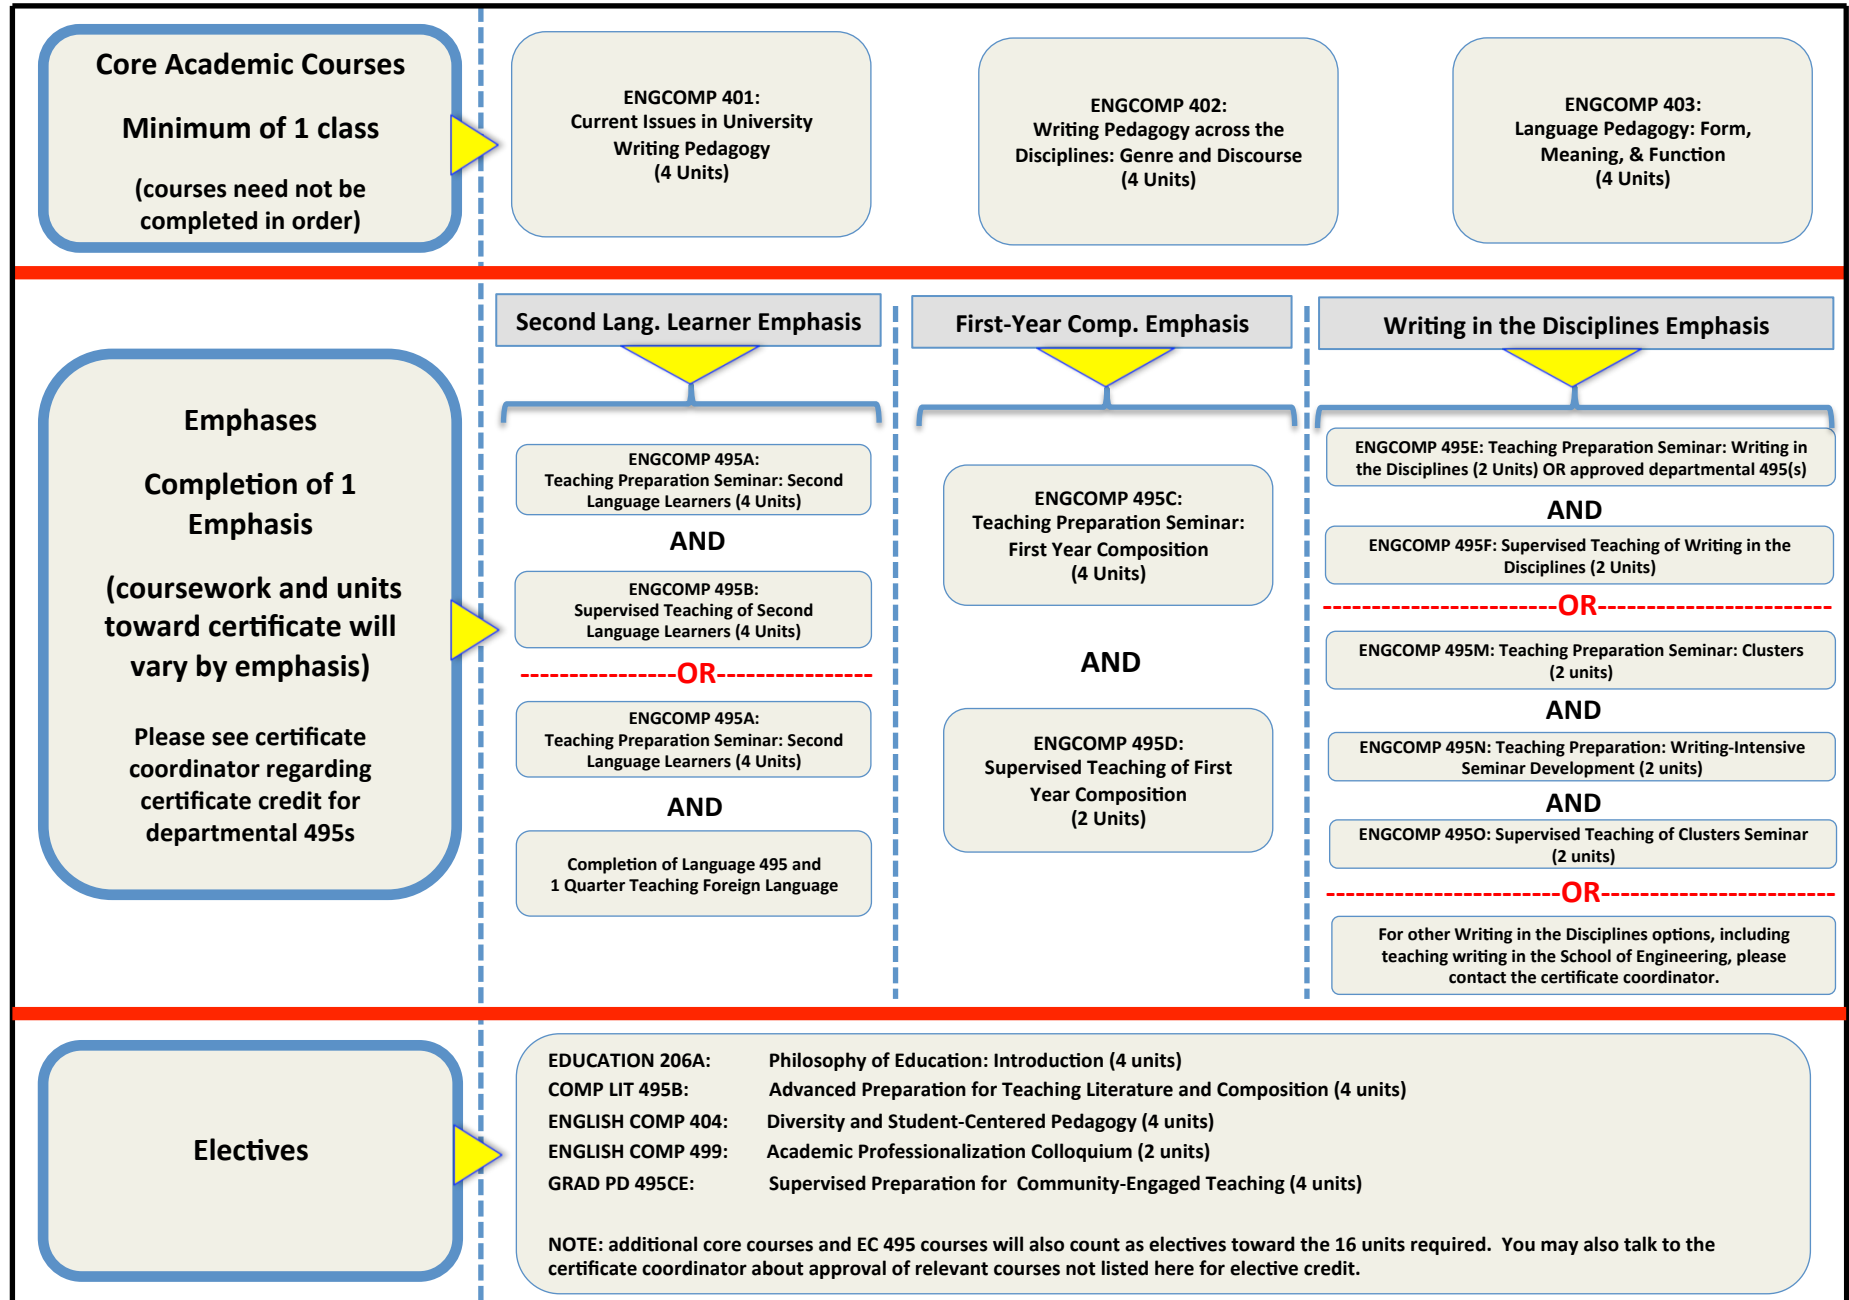 Core Academic Courses
Minimum of 1 class
(courses need not be
completed in order)
ENGCOMP 401:
Current Issues in University
Writing Pedagogy
(4 Units)
ENGCOMP 402:
Writing Pedagogy across the
Disciplines: Genre and Discourse
(4 Units)
ENGCOMP 403:
Language Pedagogy: Form,
Meaning, & Function
(4 Units)
Emphases
Completion of 1
Emphasis
(coursework and units
toward certificate will
vary by emphasis)
Please see certificate
coordinator regarding
certificate credit for
departmental 495s
Second Lang. Learner Emphasis
ENGCOMP 495A:
Teaching Preparation Seminar: Second
Language Learners (4 Units)
AND
ENGCOMP 495B:
Supervised Teaching of Second
Language Learners (4 Units)
OR
ENGCOMP 495A:
Teaching Preparation Seminar: Second
Language Learners (4 Units)
AND
Completion of Language 495 and
1 Quarter Teaching Foreign Language
First-Year Comp. Emphasis
ENGCOMP 495C:
Teaching Preparation Seminar:
First Year Composition
(4 Units)
AND
ENGCOMP 495D:
Supervised Teaching of First
Year Composition
(2 Units)
Writing in the Disciplines Emphasis
ENGCOMP 495E: Teaching Preparation Seminar: Writing in
the Disciplines (2 Units) OR approved departmental 495(s)
AND
ENGCOMP 495F: Supervised Teaching of Writing in the
Disciplines (2 Units)
OR
ENGCOMP 495M: Teaching Preparation Seminar: Clusters
(2 units)
AND
ENGCOMP 495N: Teaching Preparation: Writing-Intensive
Seminar Development (2 units)
AND
ENGCOMP 495O: Supervised Teaching of Clusters Seminar
(2 units)
OR
For other Writing in the Disciplines options, including
teaching writing in the School of Engineering, please
contact the certificate coordinator.
Electives
EDUCATION 206A: Philosophy of Education: Introduction (4 units)
COMP LIT 495B: Advanced Preparation for Teaching Literature and Composition (4 units)
ENGLISH COMP 404: Diversity and Student-Centered Pedagogy (4 units)
ENGLISH COMP 499: Academic Professionalization Colloquium (2 units)
GRAD PD 495CE: Supervised Preparation for Community-Engaged Teaching (4 units)
NOTE: additional core courses and EC 495 courses will also count as electives toward the 16 units required. You may also talk to the
certificate coordinator about approval of relevant courses not listed here for elective credit.